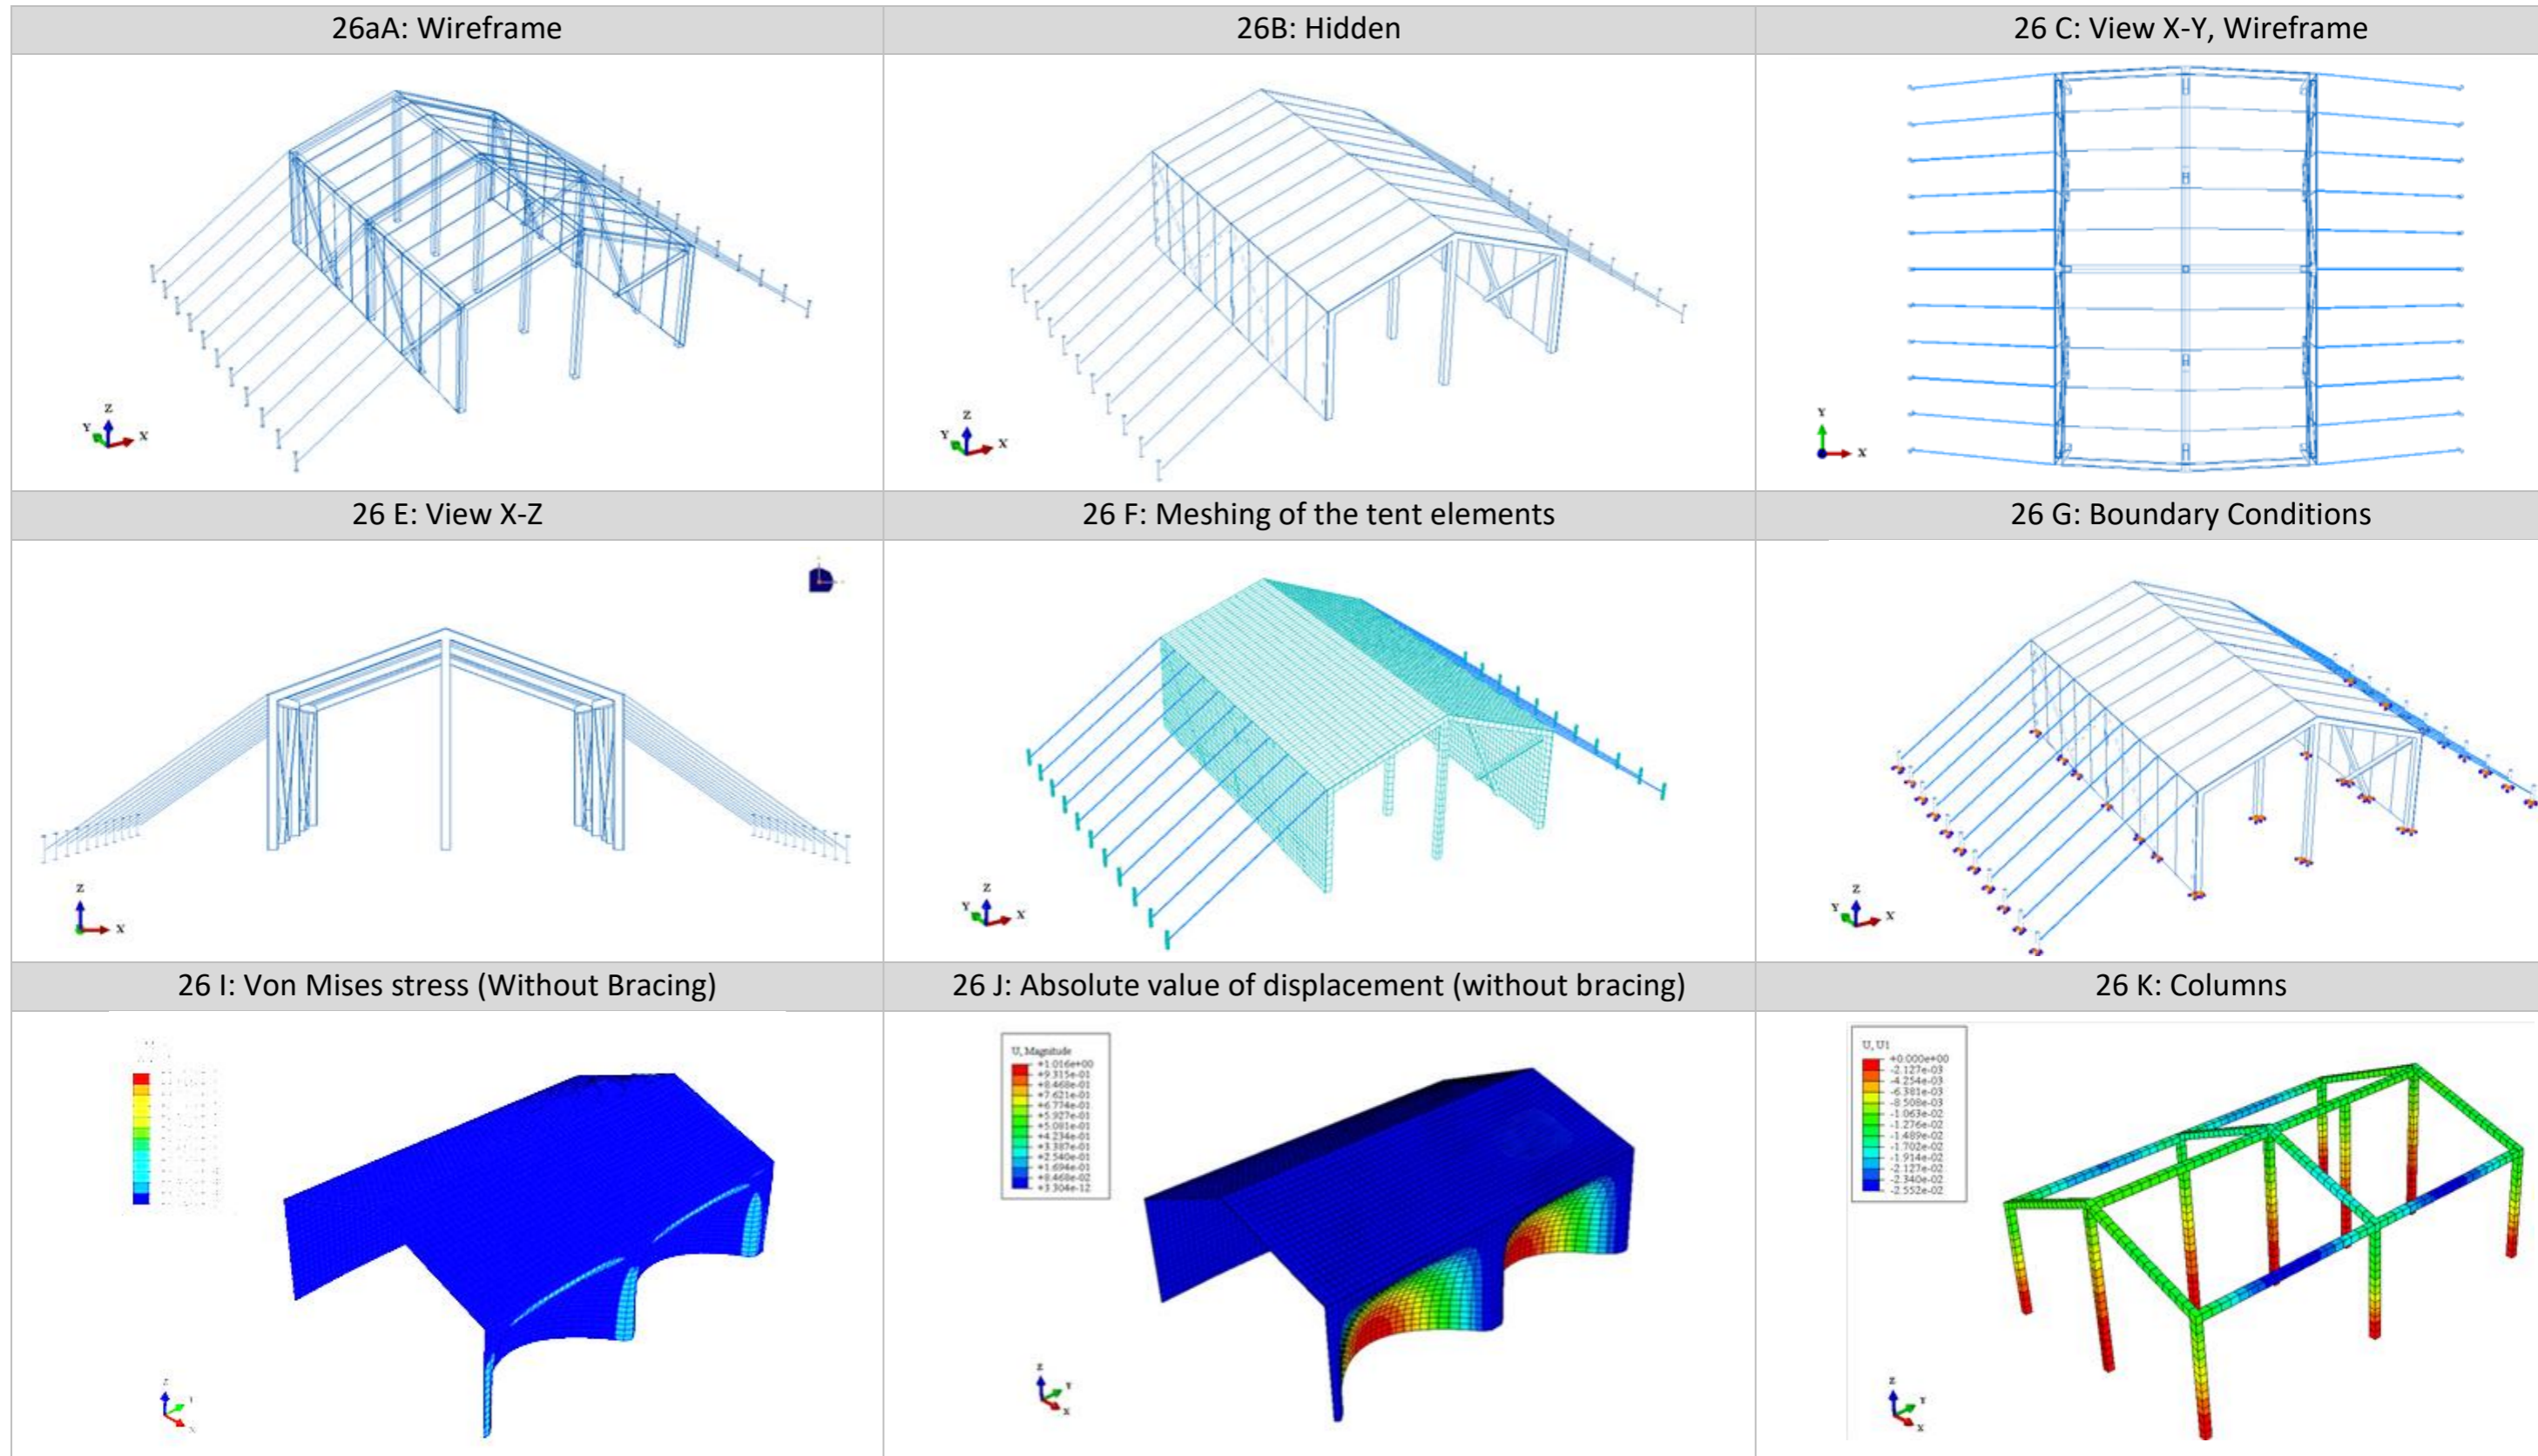 26aA: Wireframe
26B: Hidden
26 C: View X-Y, Wireframe
Z
Y
X
Z
Y
X
Y
X
26 E: View X-Z
26 F: Meshing of the tent elements
26 G: Boundary Conditions
Z
X
Z
Y
X
Z
Y
X
26 I: Von Mises stress (Without Bracing)
26 J: Absolute value of displacement (without bracing)
26 K: Columns
U, Magnitude
+1.016e+00
+9.315e-01
+8.468e-01
+7.621e-01
+6.774e-01
+5.927e-01
+5.081e-01
+4.234e-01
+3.387e-01
+2.540e-01
+1.694e-01
+8.468e-02
+3.304e-12
Z
Y
X
U, U1
+0.000e+00
-2.127e-03
-4.254e-03
-6.381e-03
-8.508e-03
-1.063e-02
-1.276e-02
-1.489e-02
-1.702e-02
-1.914e-02
-2.127e-02
-2.340e-02
-2.552e-02
Z
Y
X